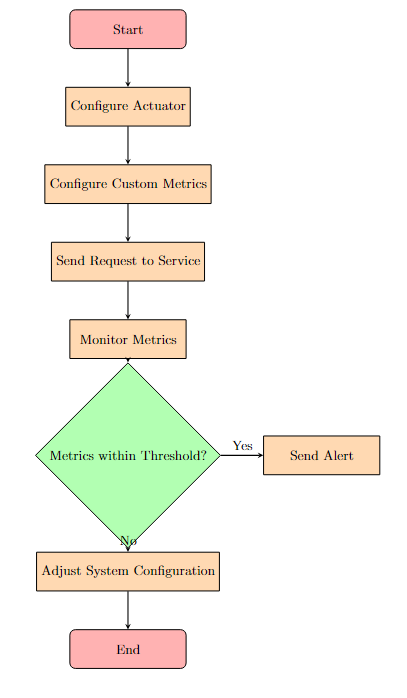 Start
Configure Actuator
Configure Custom Metrics
Send Request to Service
Monitor Metrics
Metrics within Threshold?
Yes
Send Alert
No
Adjust System Configuration
End